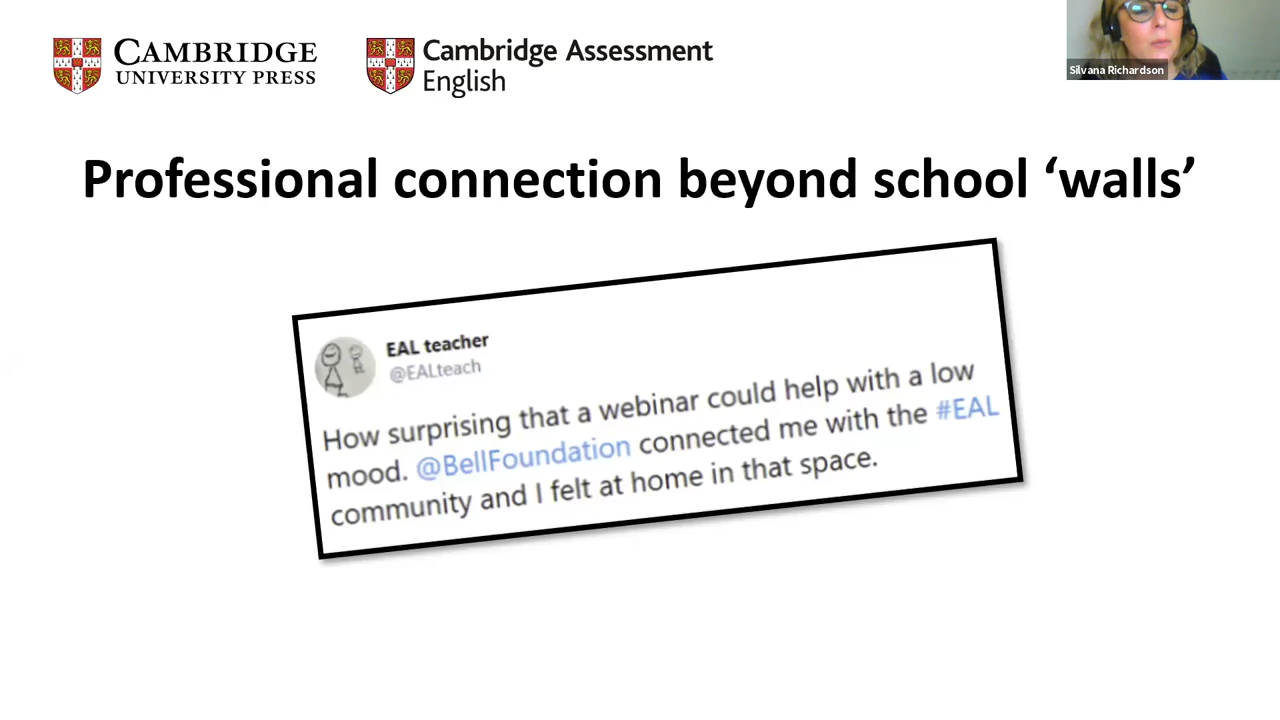 CAMBRIDGE
UNIVERSITY PRESS
Cambridge Assessment
English
Silvana Richardson
Professional connection beyond school ‘walls’
EAL teacher
@EALteach
How surprising that a webinar could help with a low
mood. @BellFoundation connected me with the #EAL
community and I felt at home in that space.